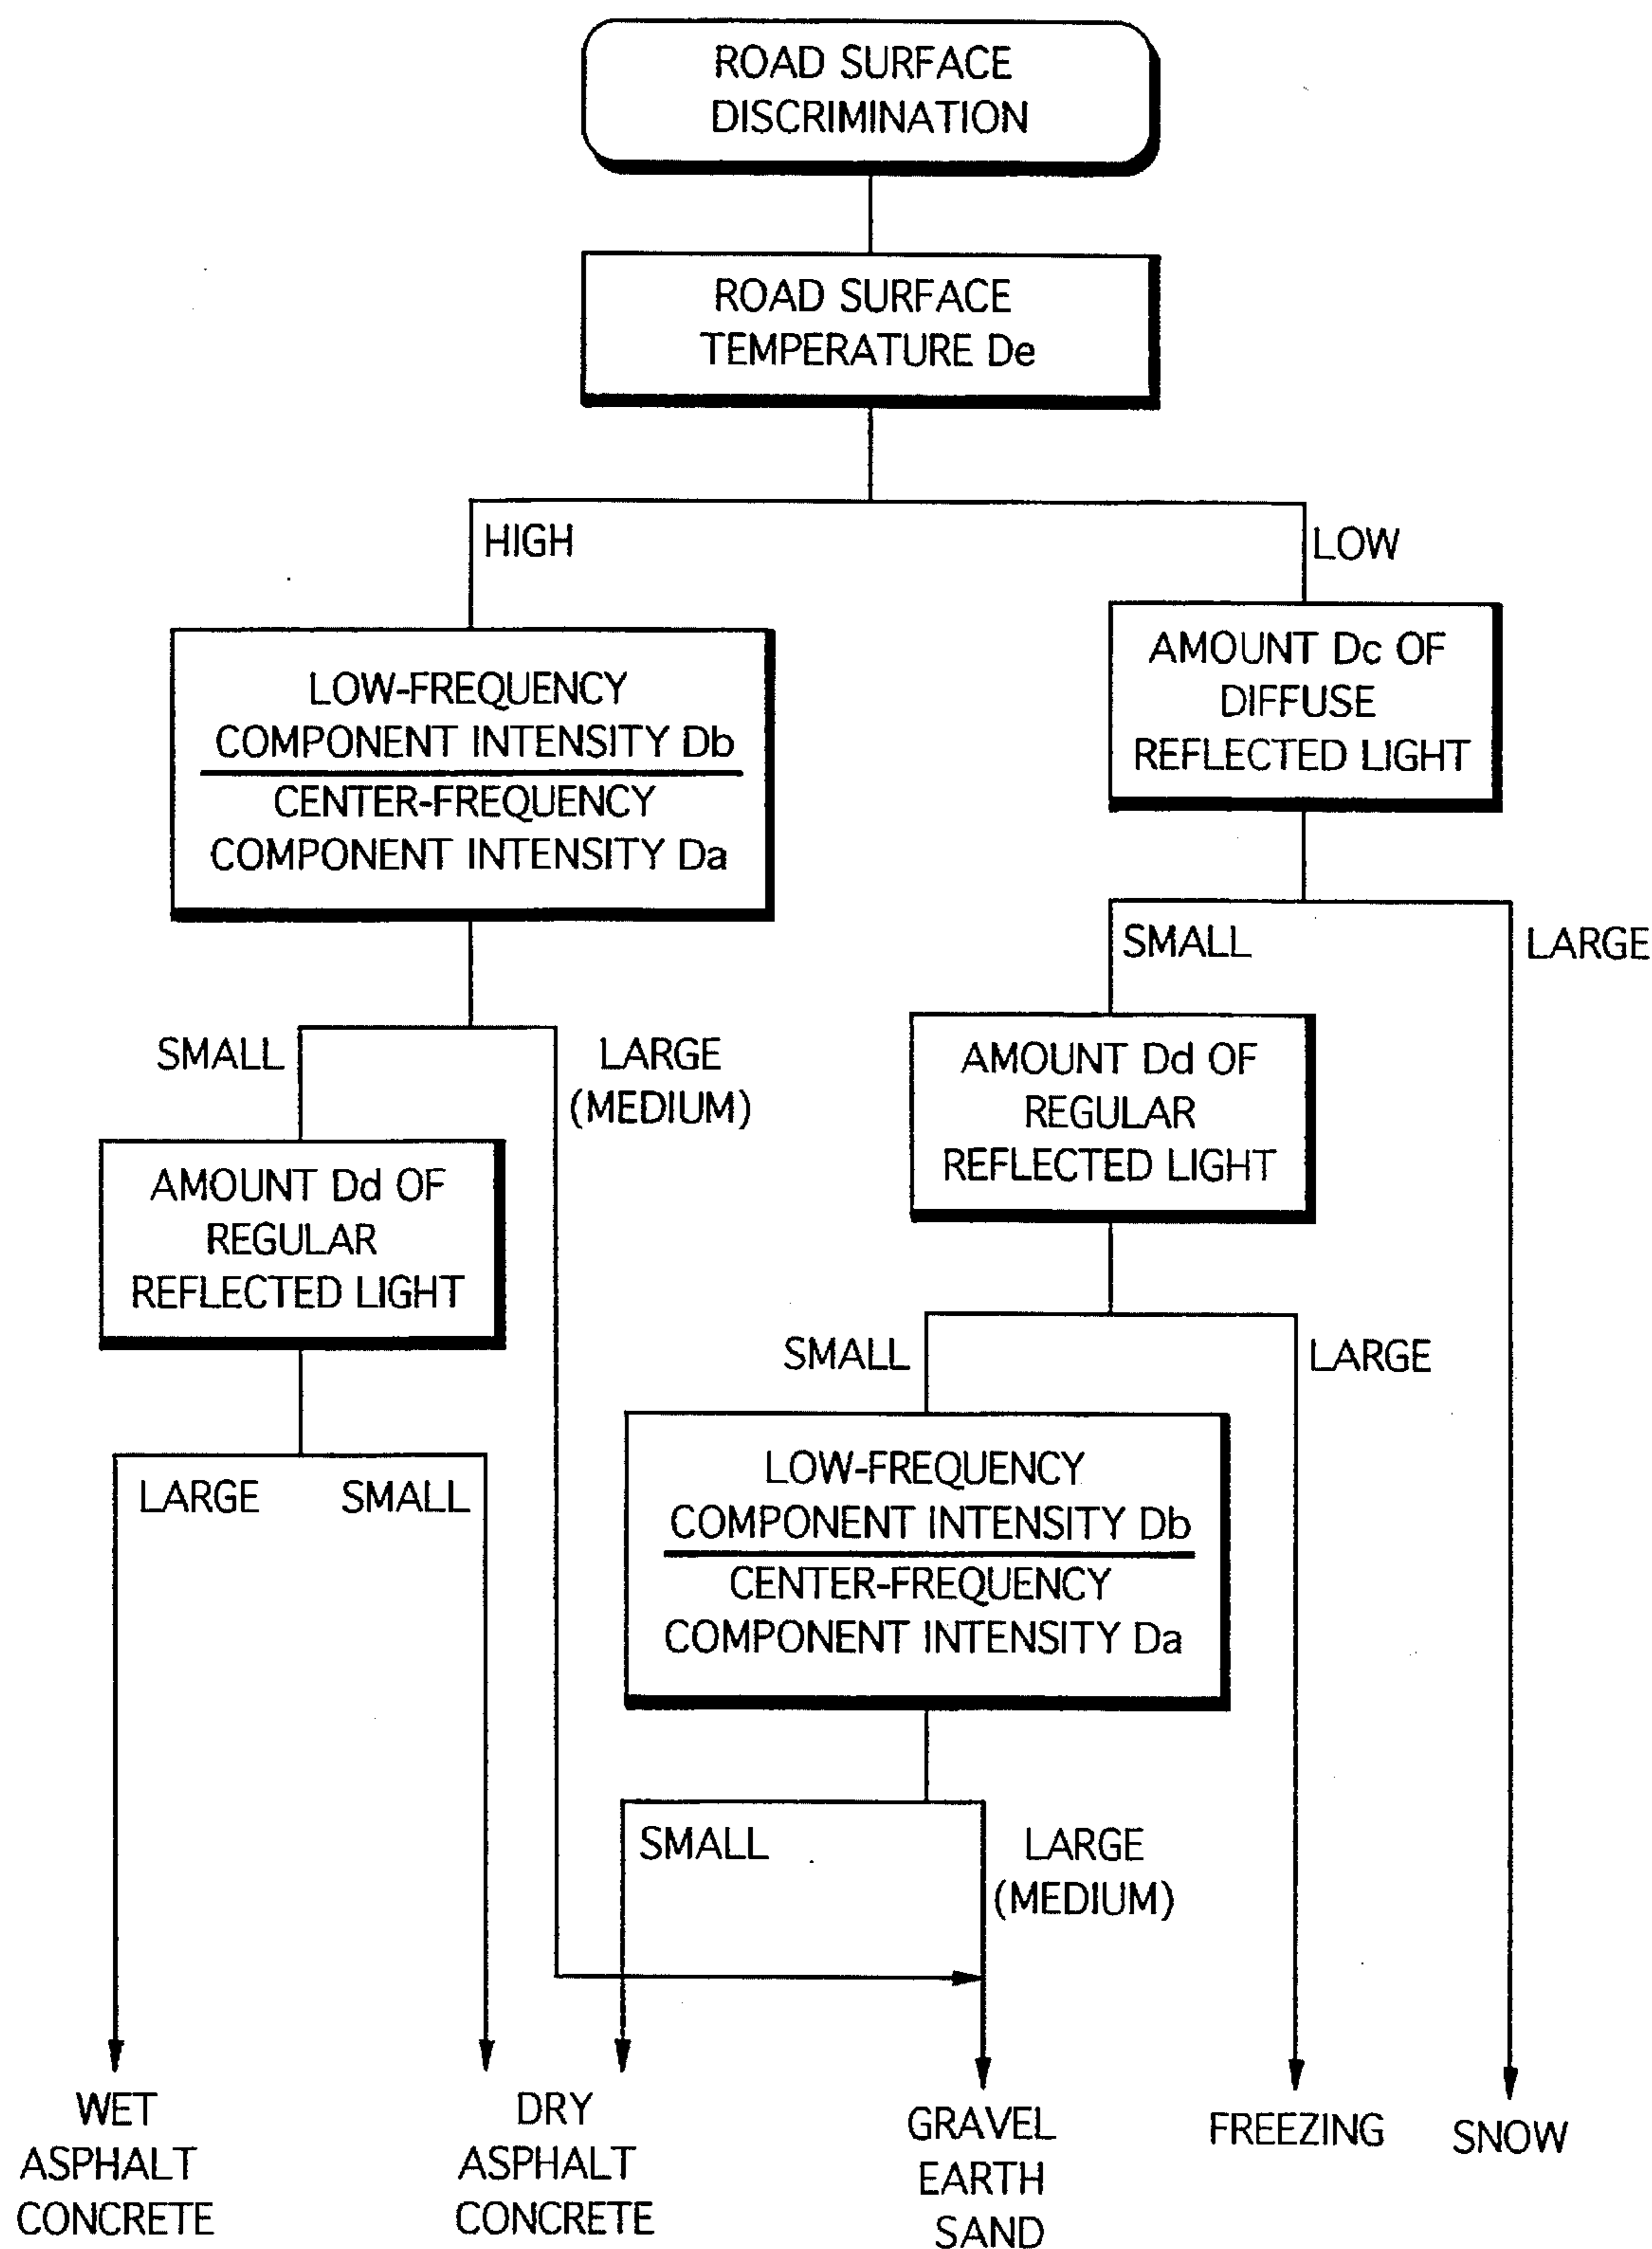 ROAD SURFACE
DISCRIMINATION
ROAD SURFACE
TEMPERATURE De
HIGH
LOW
LOW-FREQUENCY
COMPONENT INTENSITY Db
CENTER-FREQUENCY
COMPONENT INTENSITY Da
AMOUNT Dc OF
DIFFUSE
REFLECTED LIGHT
SMALL
LARGE
SMALL
LARGE
(MEDIUM)
AMOUNT Dd OF
REGULAR
REFLECTED LIGHT
AMOUNT Dd OF
REGULAR
REFLECTED LIGHT
SMALL
LARGE
LARGE
SMALL
LOW-FREQUENCY
COMPONENT INTENSITY Db
CENTER-FREQUENCY
COMPONENT INTENSITY Da
SMALL
LARGE
(MEDIUM)
WET
ASPHALT
CONCRETE
DRY
ASPHALT
CONCRETE
GRAVEL
EARTH
SAND
FREEZING
SNOW